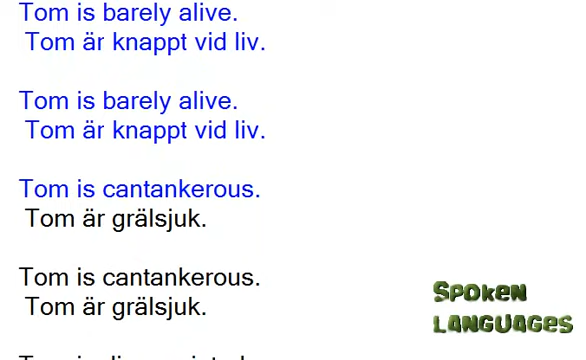 Tom is barely alive.
Tom är knappt vid liv.
Tom is barely alive.
Tom är knappt vid liv.
Tom is cantankerous.
Tom är grälsjuk.
Tom is cantankerous.
Tom är grälsjuk.
Spoken
Languages